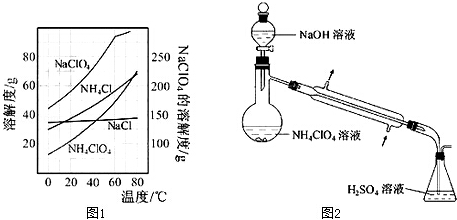 溶解度/g
80
60
40
20
NaClO₄
NH₄Cl
NaCl
NH₄ClO₄
250
200
150
100
NaClO₄的溶解度/g
0 20 40 60 80
温度/℃
图1
NaOH 溶液
NH₄ClO₄ 溶液
H₂SO₄ 溶液
图2